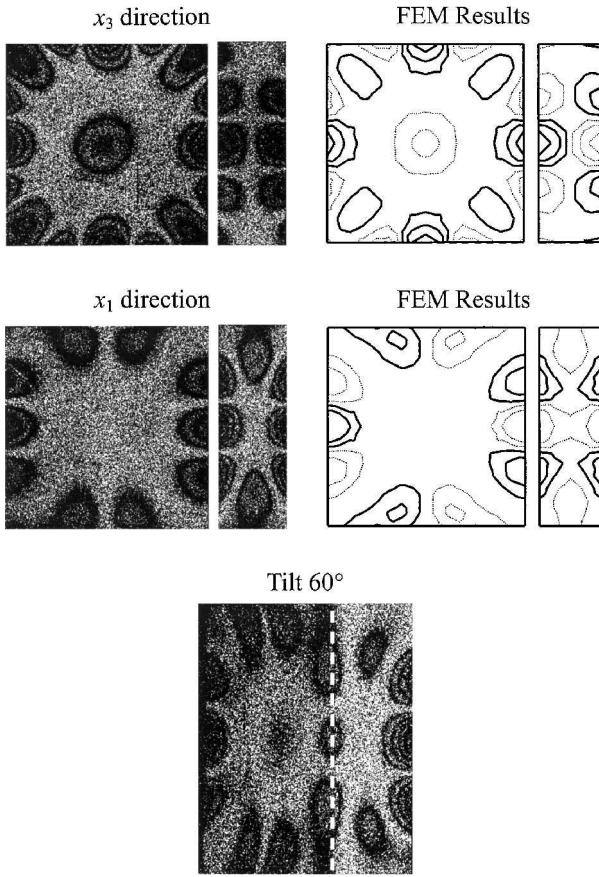 x₃ direction
FEM Results
x₁ direction
FEM Results
Tilt 60°